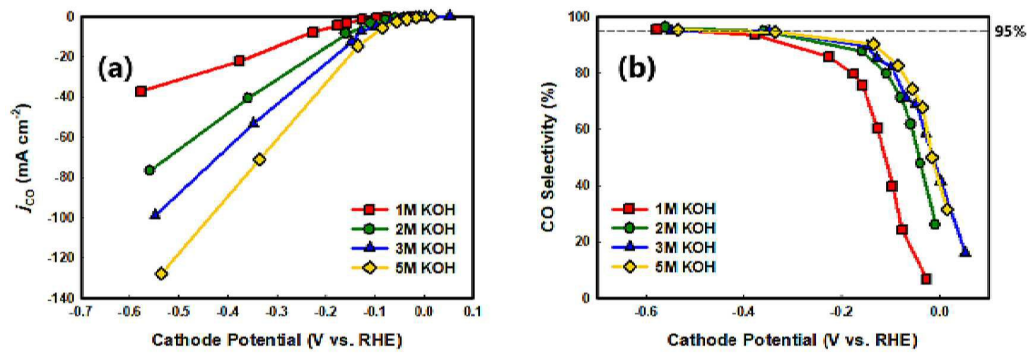 0
-20
-40
-60
-80
-100
-120
-140
j_CO (mA cm⁻²)
(a)
1M KOH
2M KOH
3M KOH
5M KOH
-0.7 -0.6 -0.5 -0.4 -0.3 -0.2 -0.1 0.0 0.1
Cathode Potential (V vs. RHE)
100
80
60
40
20
0
CO Selectivity (%)
(b)
95%
1M KOH
2M KOH
3M KOH
5M KOH
-0.6 -0.4 -0.2 0.0
Cathode Potential (V vs. RHE)